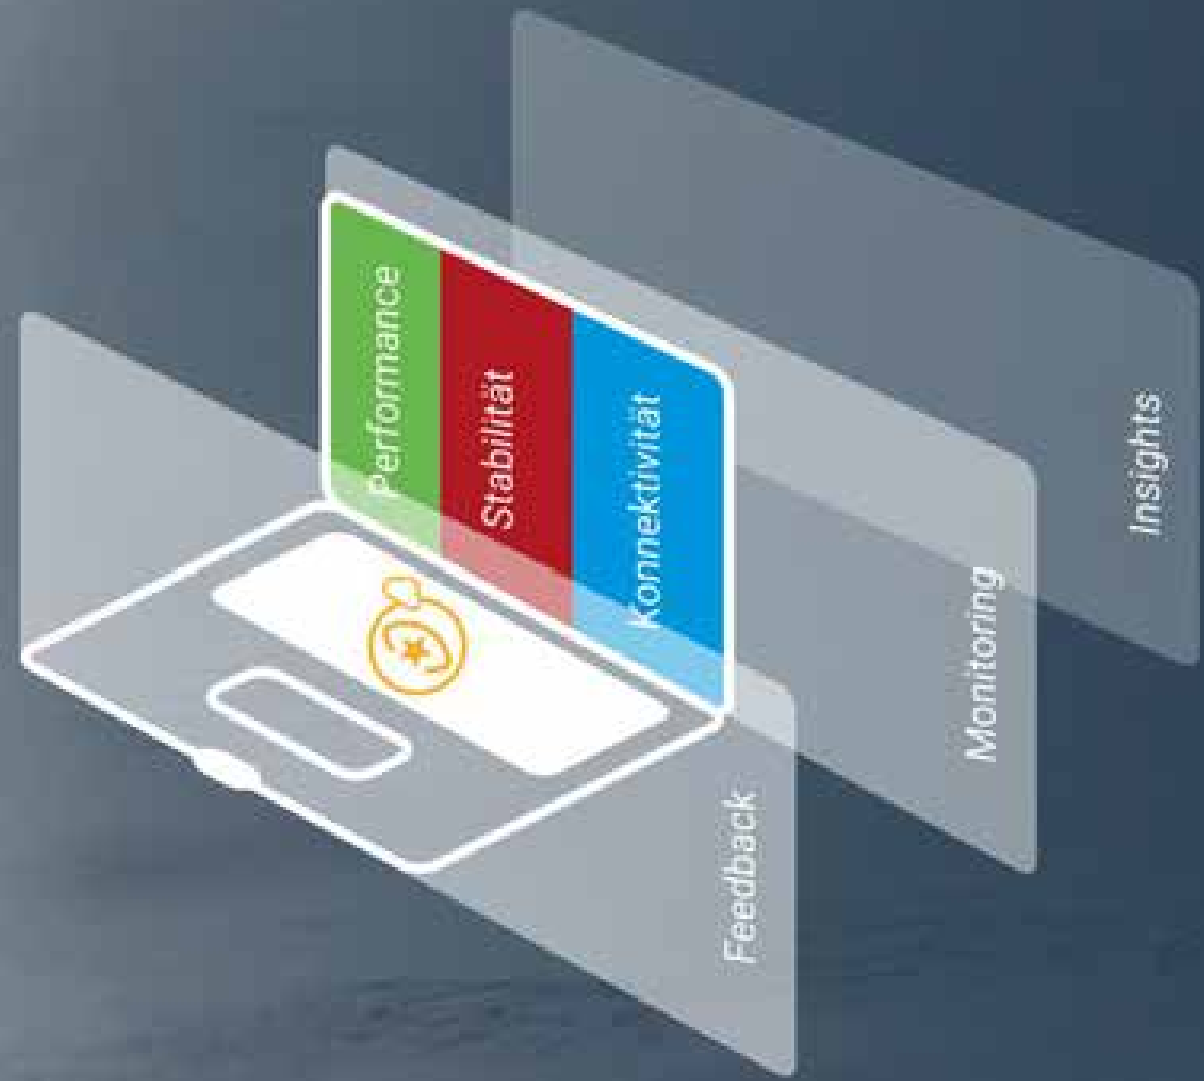 Performance
Stabilität
Konnektivität
Feedback
Monitoring
Insights